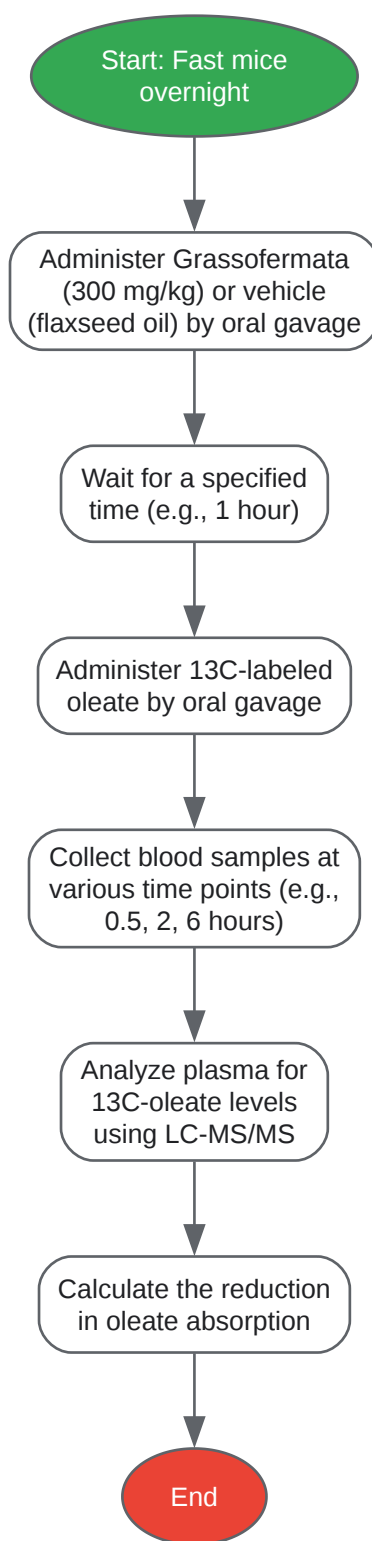 Start: Fast mice
overnight
Administer Grassofermata
(300 mg/kg) or vehicle
(flaxseed oil) by oral gavage
Wait for a specified
time (e.g., 1 hour)
Administer 13C-labeled
oleate by oral gavage
Collect blood samples at
various time points (e.g.,
0.5, 2, 6 hours)
Analyze plasma for
13C-oleate levels
using LC-MS/MS
Calculate the reduction
in oleate absorption
End